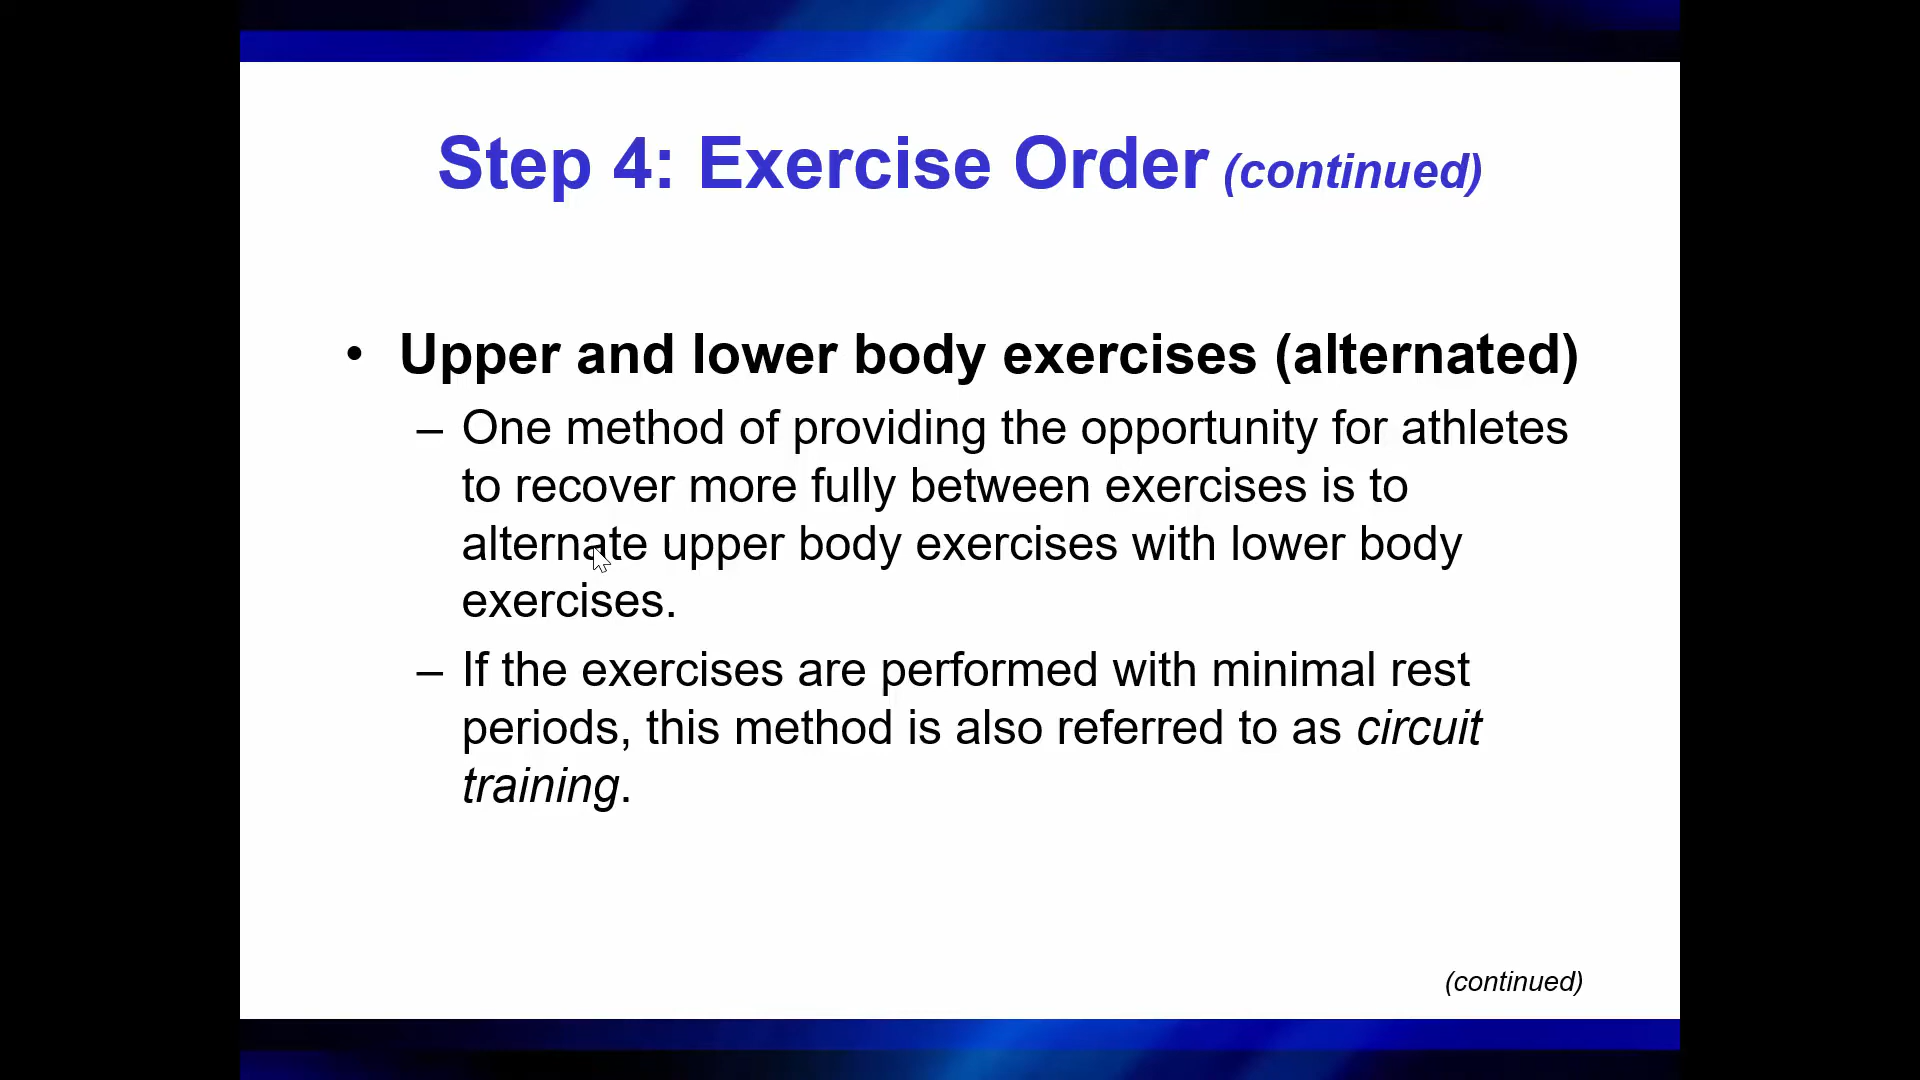 Step 4: Exercise Order (continued)
• Upper and lower body exercises (alternated)
– One method of providing the opportunity for athletes
to recover more fully between exercises is to
alternate upper body exercises with lower body
exercises.
– If the exercises are performed with minimal rest
periods, this method is also referred to as circuit
training.
(continued)